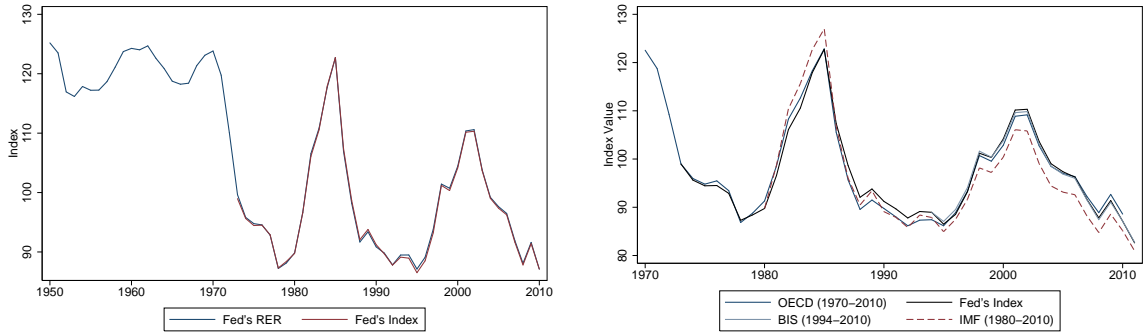 130
120
110
100
90
Index
1950
1960
1970
1980
1990
2000
2010
Fed's RER
Fed's Index
130
120
110
100
90
80
Index Value
1970
1980
1990
2000
2010
OECD (1970–2010)
Fed's Index
BIS (1994–2010)
IMF (1980–2010)